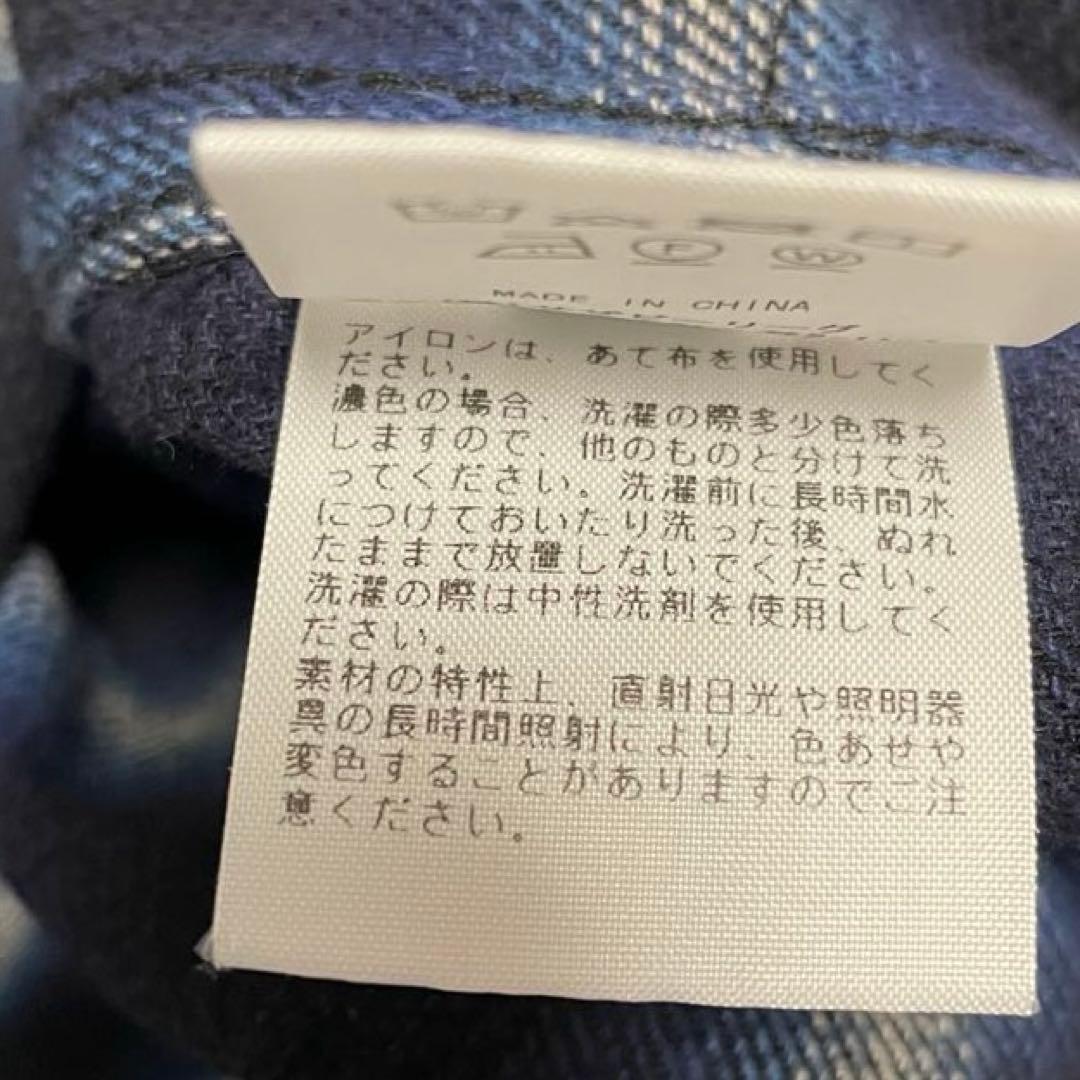 MADE IN CHINA
アイロンは、あて布を使用してく
ださい。
濃色の場合、洗濯の際多少色落ち
しますので、他のものと分けて洗
ってください。洗濯前に長時間水
につけておいたり洗った後、ぬれ
たままで放置しないでください。
洗濯の際は中性洗剤を使用してく
ださい。
素材の特性上、直射日光や照明器
具の長時間照射により、色あせや
変色することがありますのでご注
意ください。